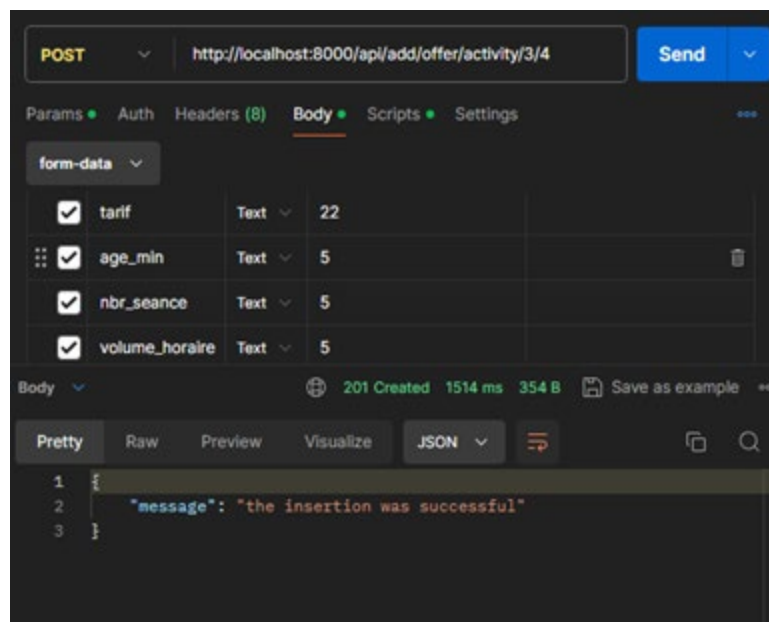 POST http://localhost:8000/api/add/offer/activity/3/4 Send
Params Auth Headers (8) Body Scripts Settings
form-data
tarif Text 22
age_min Text 5
nbr_seance Text 5
volume_horaire Text 5
Body 201 Created 1514 ms 354 B Save as example
Pretty Raw Preview Visualize JSON
1 {
2 "message": "the insertion was successful"
3 }